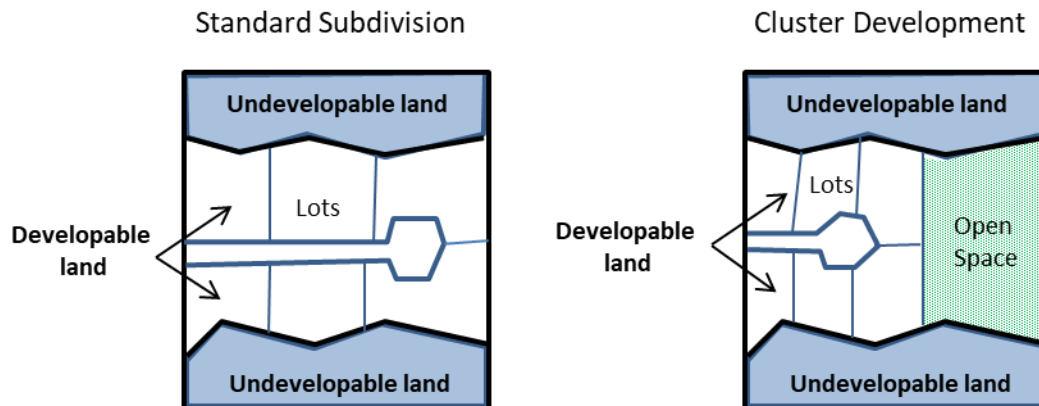 Standard Subdivision
Undevelopable land
Lots
Developable
land
Undevelopable land
Cluster Development
Undevelopable land
Lots
Developable
land
Open
Space
Undevelopable land